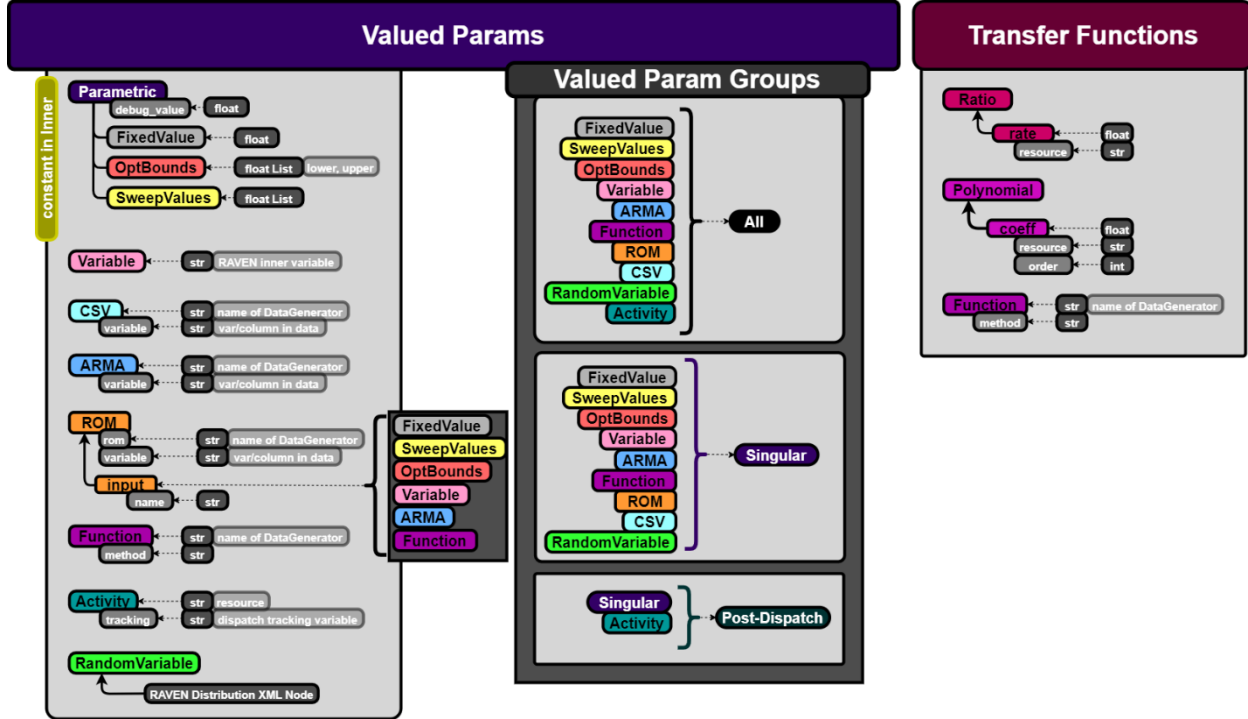 Valued Params
constant in Inner
Parametric
debug_value float
FixedValue float
OptBounds float List lower, upper
SweepValues float List
Variable str RAVEN inner variable
CSV str name of DataGenerator
variable str var/column in data
ARMA str name of DataGenerator
variable str var/column in data
ROM
rom str name of DataGenerator
variable str var/column in data
input
name str
FixedValue
SweepValues
OptBounds
Variable
ARMA
Function
Function str name of DataGenerator
method str
Activity str resource
tracking str dispatch tracking variable
RandomVariable
RAVEN Distribution XML Node
Valued Param Groups
FixedValue
SweepValues
OptBounds
Variable
ARMA
Function
ROM
CSV
RandomVariable
Activity
All
FixedValue
SweepValues
OptBounds
Variable
ARMA
Function
ROM
CSV
RandomVariable
Singular
Singular
Activity
Post-Dispatch
Transfer Functions
Ratio
rate float
resource str
Polynomial
coeff float
resource str
order int
Function str name of DataGenerator
method str